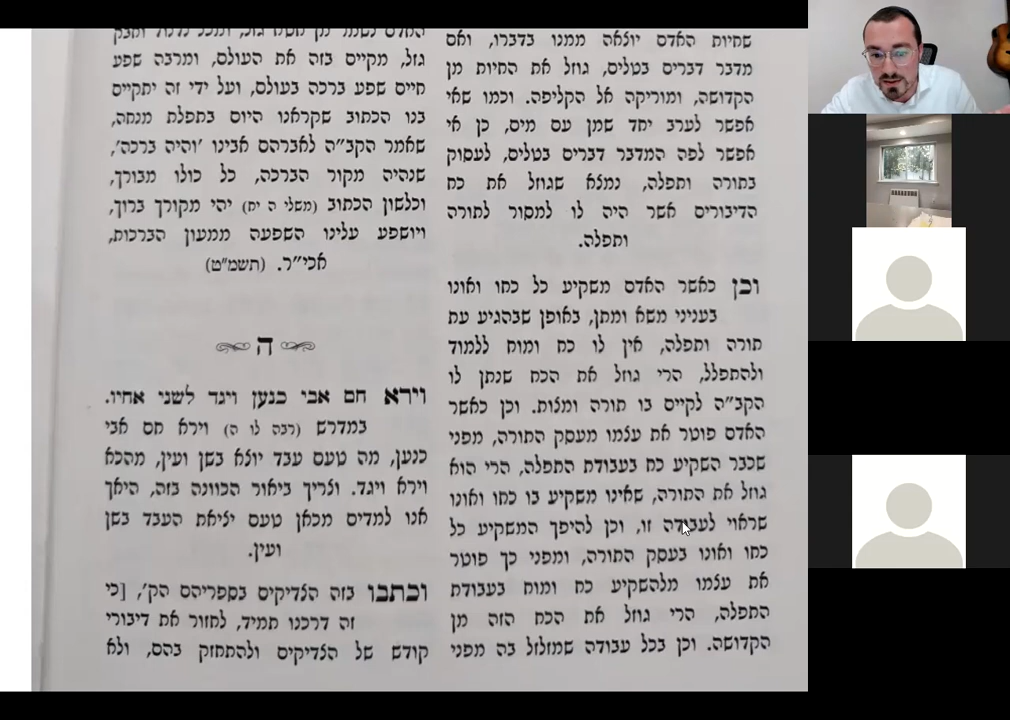 שחיות האדם יוצאה ממנו בדברו, ואם
מדבר דברים בטלים, גוזל את החיות מן
הקדושה, ומוריקה אל הקליפה. וכמו שאי
אפשר לערב יחד שמן עם מים, כן אי
אפשר לפה המדבר דברים בטלים, לעסוק
בתורה ותפלה, נמצא שגוזל את כח
הדיבורים אשר היה לו למסור לתורה
ותפלה.
וכן כאשר האדם משקיע כל כחו ואונו
בעניני משא ומתן, באופן שבהגיע עת
תורה ותפלה, אין לו כח ומוח ללמוד
ולהתפלל, הרי גוזל את הכח שנתן לו
הקב"ה לקיים בו תורה ומצות. וכן כאשר
האדם פוטר את עצמו מעסק התורה, מפני
שכבר השקיע כח בעבודת התפלה, הרי הוא
גוזל את התורה, שאינו משקיע בו כחו ואונו
שראוי לעבודה זו, וכן להיפך המשקיע כל
כחו ואונו בעסק התורה, ומפני כך פוטר
את עצמו מלהשקיע כח ומוח בעבודת
התפלה, הרי גוזל את הכח הזה מן
הקדושה. וכן בכל עבודה שמזלזל בה מפני
גזל, מקיים בזה את העולם, ומרבה שפע
חיים שפע ברכה בעולם, ועל ידי זה יתקיים
בנו הכתוב שקראנו היום בתפלת מנחה,
שאמר הקב"ה לאברהם אבינו 'והיה ברכה',
שנהיה מקור הברכה, כל כולו מבורך,
וכלשון הכתוב (משלי ה יח) יהי מקורך ברוך,
ויושפע עלינו השפעה ממעון הברכות,
אכי"ר. (תשמ"ט)
ה
וירא חם אבי כנען ויגד לשני אחיו.
במדרש (רבה לו ה) וירא חם אבי
כנען, מה טעם עבד יוצא בשן ועין, מהכא
וירא ויגד. וצריך ביאור הכוונה בזה, היאך
אנו למדים מכאן טעם יציאת העבד בשן
ועין.
וכתבו בזה הצדיקים בספריהם הק', [כי
זה דרכנו תמיד, לחזור את דיבורי
קודש של הצדיקים ולהתחזק בהם, ולא